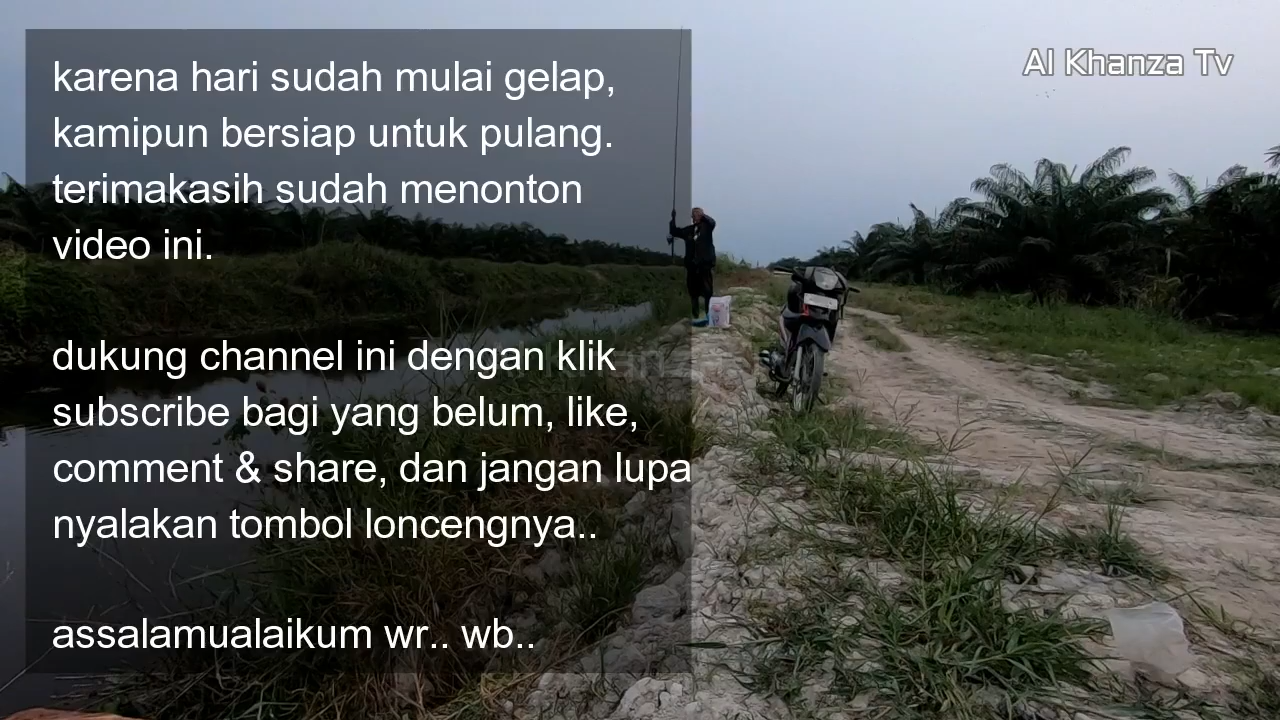 Al Khanza Tv
karena hari sudah mulai gelap,
kamipun bersiap untuk pulang.
terimakasih sudah menonton
video ini.
dukung channel ini dengan klik
subscribe bagi yang belum, like,
comment & share, dan jangan lupa
nyalakan tombol loncengnya..
assalamualaikum wr.. wb..